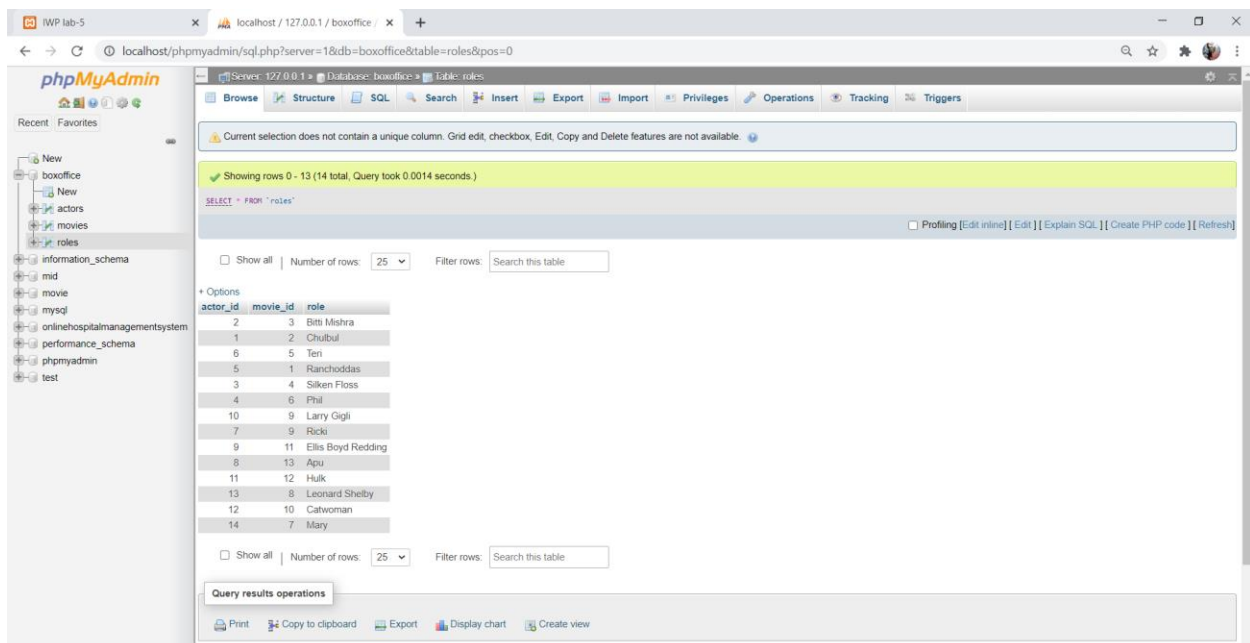 IWP lab-5
localhost / 127.0.0.1 / boxoffice /
localhost/phpmyadmin/sql.php?server=1&db=boxoffice&table=roles&pos=0
phpMyAdmin
Recent Favorites
New
boxoffice
New
actors
movies
roles
information_schema
mid
movie
mysql
onlinehospitalmanagementsystem
performance_schema
phpmyadmin
test
Server: 127.0.0.1 » Database: boxoffice » Table: roles
Browse Structure SQL Search Insert Export Import Privileges Operations Tracking Triggers
Current selection does not contain a unique column. Grid edit, checkbox, Edit, Copy and Delete features are not available.
Showing rows 0 - 13 (14 total, Query took 0.0014 seconds.)
SELECT * FROM `roles`
Profiling [Edit inline] [ Edit ] [ Explain SQL ] [ Create PHP code ] [ Refresh]
Show all | Number of rows: 25 Filter rows: Search this table
+ Options
actor_id movie_id role
2 3 Bitti Mishra
1 2 Chulbul
6 5 Teri
5 1 Ranchoddas
3 4 Silken Floss
4 6 Phil
10 9 Larry Gigli
7 9 Ricki
9 11 Ellis Boyd Redding
8 13 Apu
11 12 Hulk
13 8 Leonard Shelby
12 10 Catwoman
14 7 Mary
Show all | Number of rows: 25 Filter rows: Search this table
Query results operations
Print Copy to clipboard Export Display chart Create view